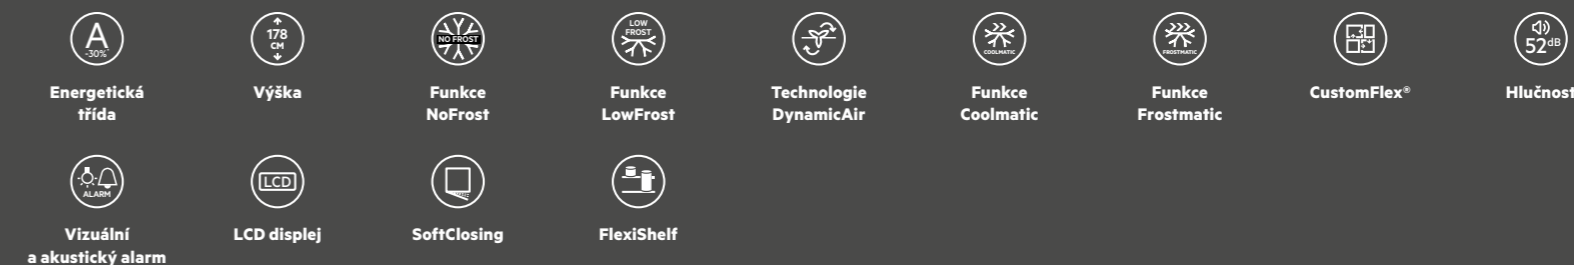 A
-30%
178
CM
NO FROST
LOW
FROST
COOLMATIC
FROSTMATIC
52dB
Energetická
třída
Výška
Funkce
NoFrost
Funkce
LowFrost
Technologie
DynamicAir
Funkce
Coolmatic
Funkce
Frostmatic
CustomFlex®
Hlučnost
ALARM
LCD
Vizuální
a akustický alarm
LCD displej
SoftClosing
FlexiShelf